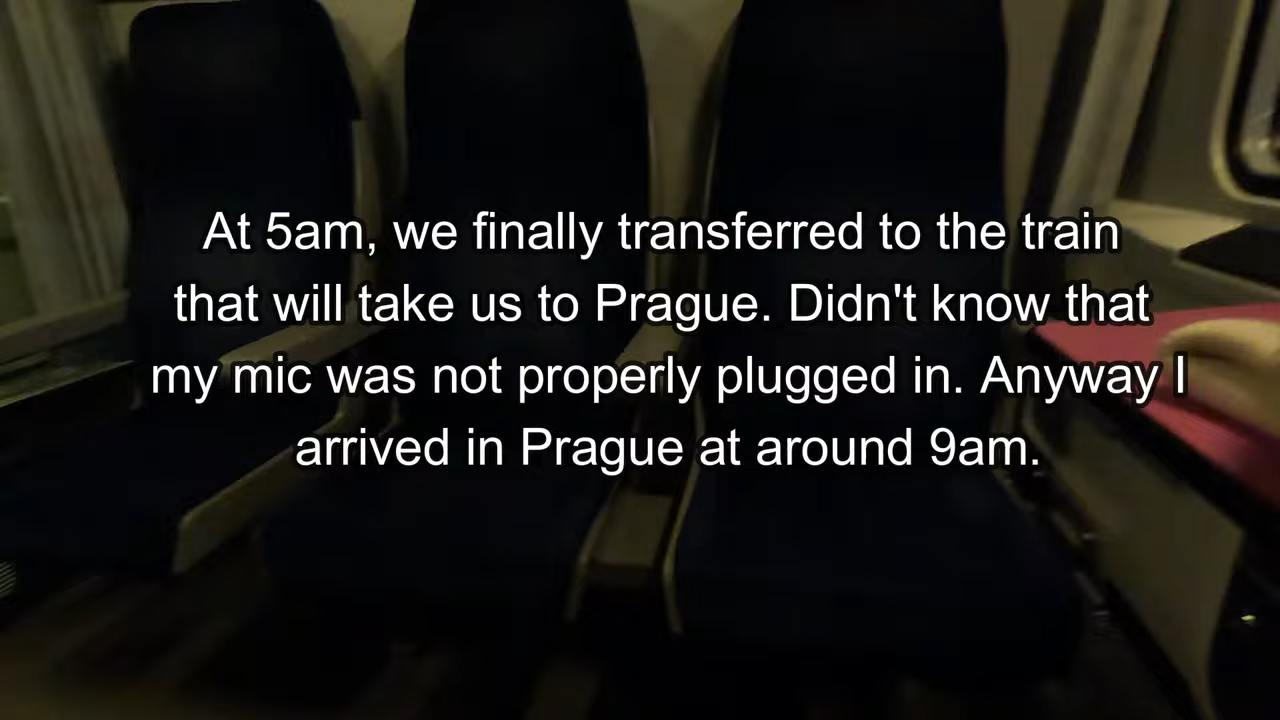 At 5am, we finally transferred to the train
that will take us to Prague. Didn't know that
my mic was not properly plugged in. Anyway I
arrived in Prague at around 9am.